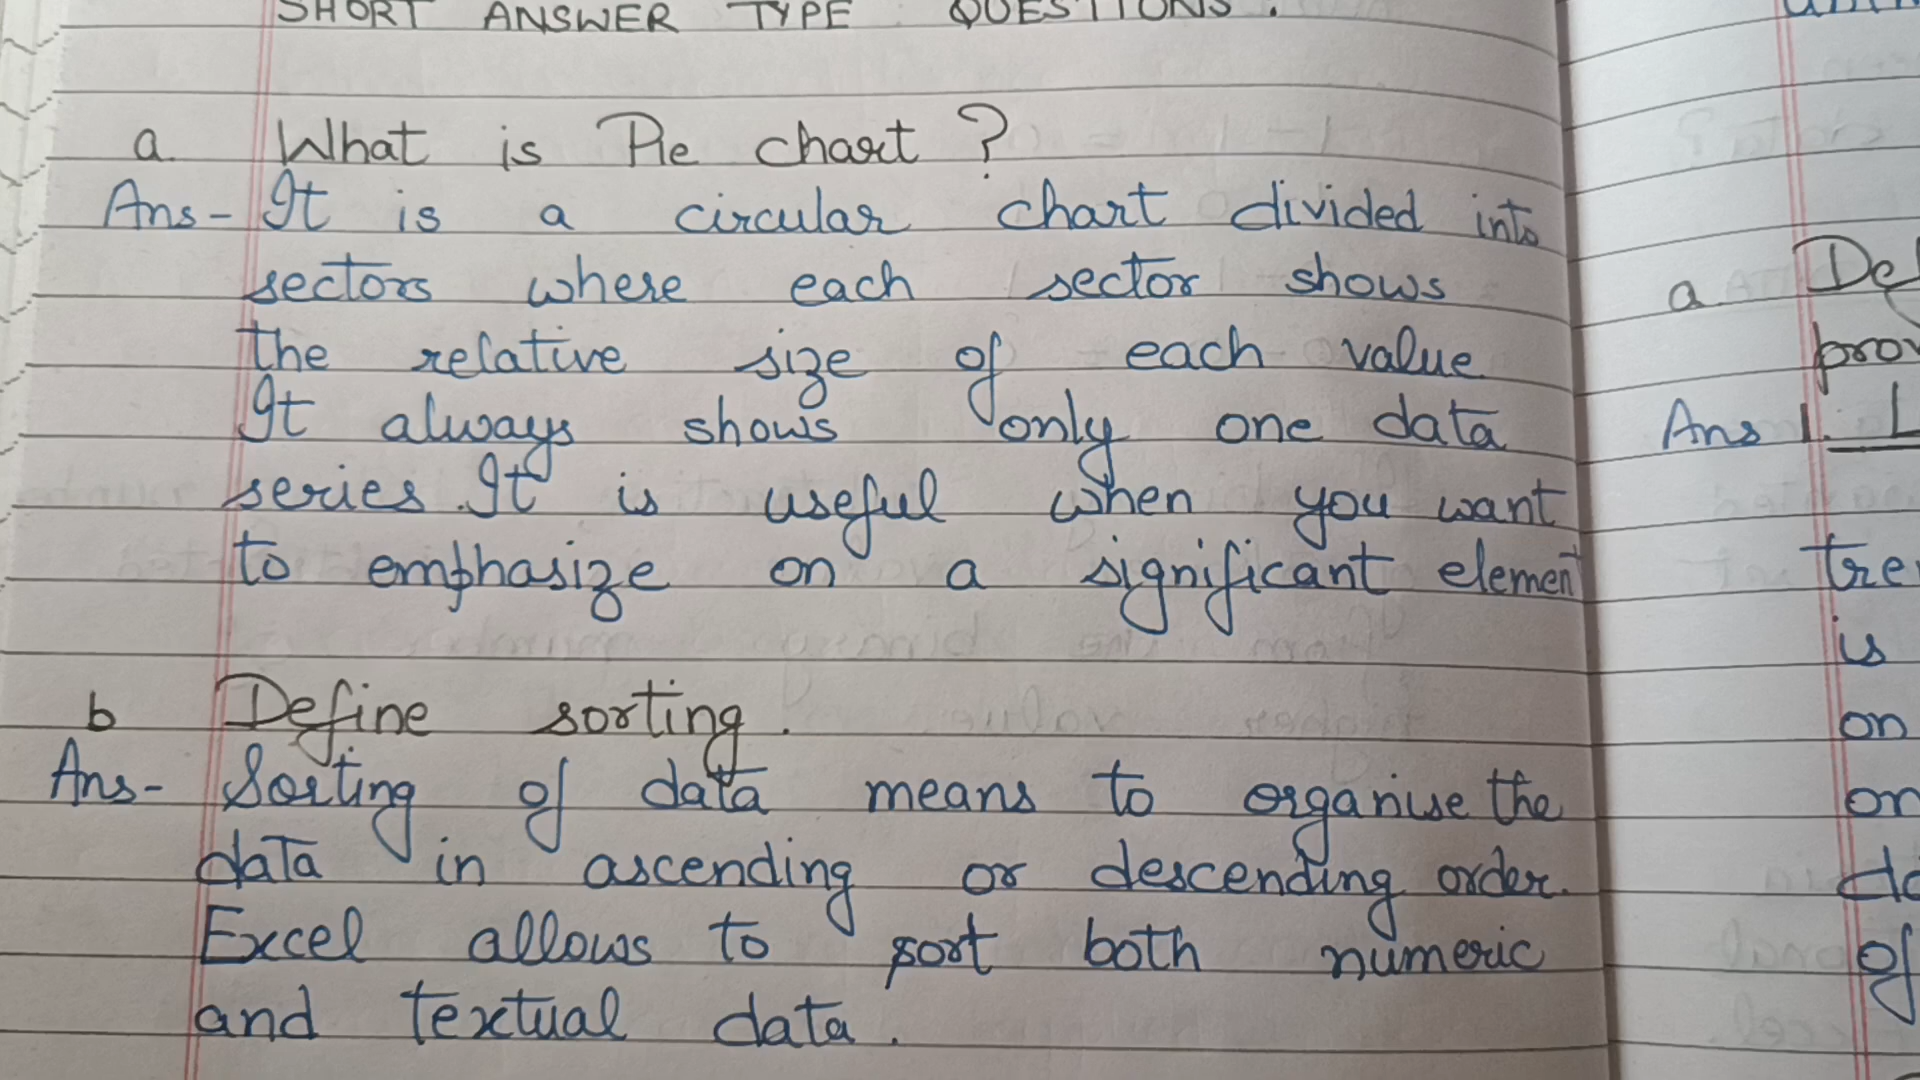 SHORT ANSWER TYPE QUESTIONS.
a. What is Pie chart ?
Ans- It is a circular chart divided into
sectors where each sector shows
the relative size of each value
It always shows only one data
series. It is useful when you want
to emphasize on a significant element
b Define sorting.
Ans- Sorting of data means to organise the
data in ascending or descending order.
Excel allows to sort both numeric
and textual data.
a
Ans 1.
is
on
of